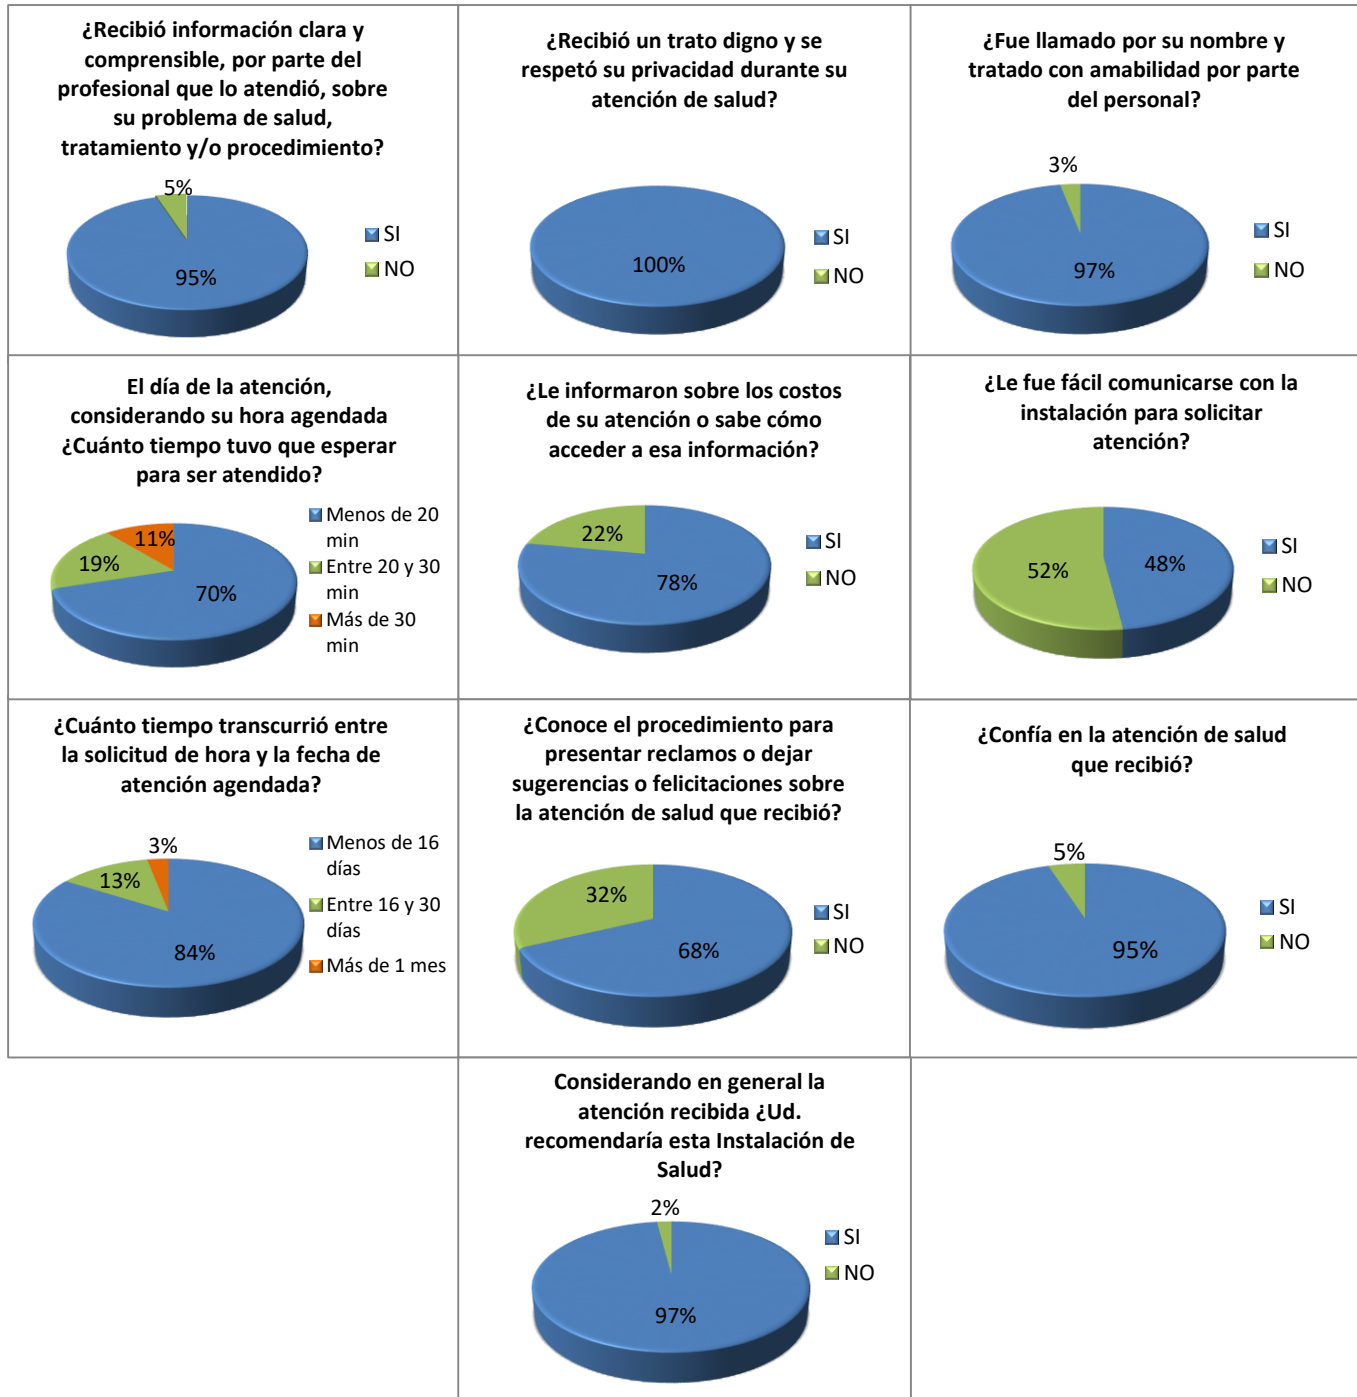 ¿Recibió información clara y
comprensible, por parte del
profesional que lo atendió, sobre
su problema de salud,
tratamiento y/o procedimiento?
5%
95%
SI
NO
¿Recibió un trato digno y se
respetó su privacidad durante su
atención de salud?
100%
SI
NO
¿Fue llamado por su nombre y
tratado con amabilidad por parte
del personal?
3%
97%
SI
NO
El día de la atención,
considerando su hora agendada
¿Cuánto tiempo tuvo que esperar
para ser atendido?
11%
19%
70%
Menos de 20
min
Entre 20 y 30
min
Más de 30
min
¿Le informaron sobre los costos
de su atención o sabe cómo
acceder a esa información?
22%
78%
SI
NO
¿Le fue fácil comunicarse con la
instalación para solicitar
atención?
52%
48%
SI
NO
¿Cuánto tiempo transcurrió entre
la solicitud de hora y la fecha de
atención agendada?
3%
13%
84%
Menos de 16
días
Entre 16 y 30
días
Más de 1 mes
¿Conoce el procedimiento para
presentar reclamos o dejar
sugerencias o felicitaciones sobre
la atención de salud que recibió?
32%
68%
SI
NO
¿Confía en la atención de salud
que recibió?
5%
95%
SI
NO
Considerando en general la
atención recibida ¿Ud.
recomendaría esta Instalación de
Salud?
2%
97%
SI
NO